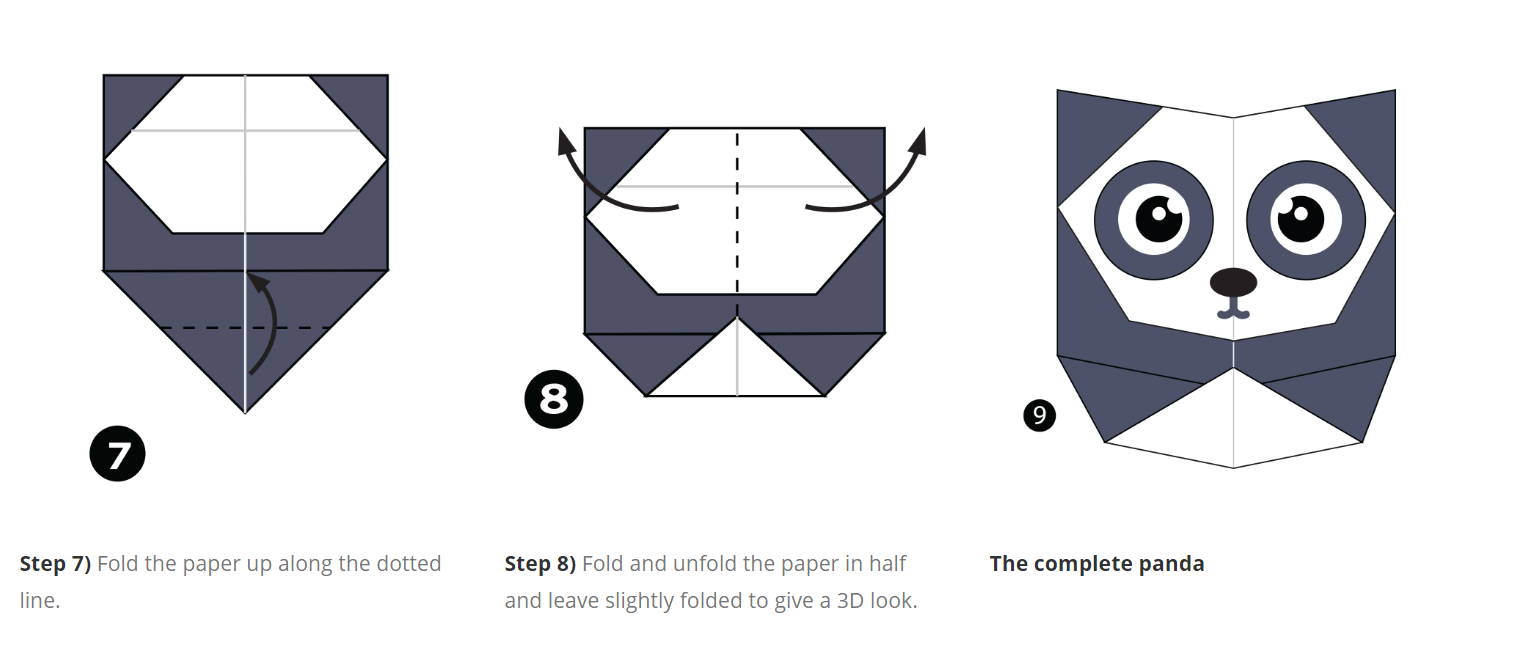 7
8
9
Step 7) Fold the paper up along the dotted
line.
Step 8) Fold and unfold the paper in half
and leave slightly folded to give a 3D look.
The complete panda